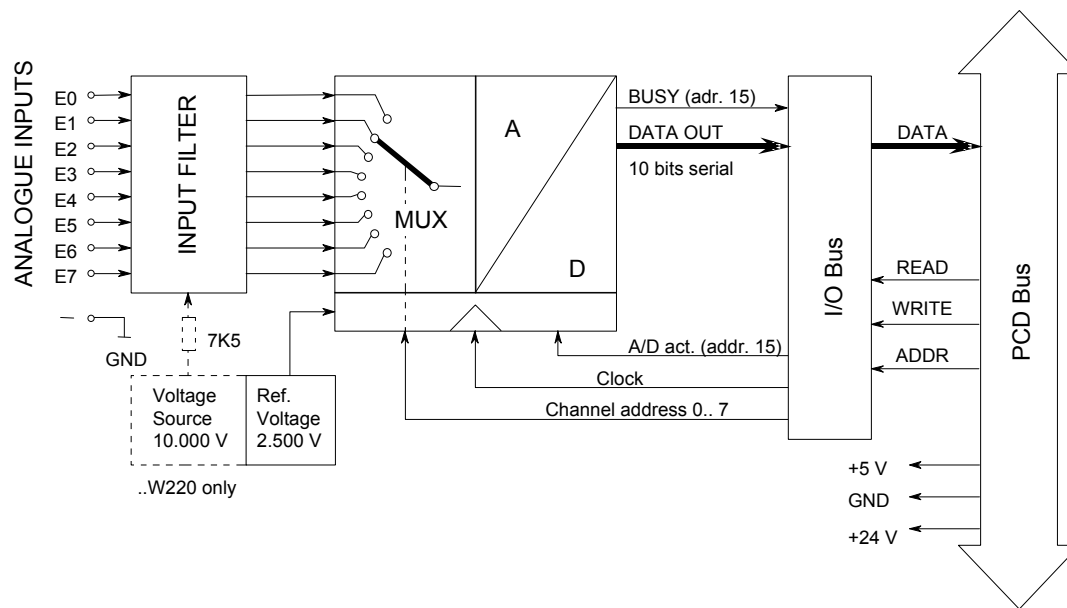 ANALOGUE INPUTS
E0
E1
E2
E3
E4
E5
E6
E7
GND
INPUT FILTER
7K5
Voltage
Source
10.000 V
..W220 only
Ref.
Voltage
2.500 V
MUX
A
D
BUSY (adr. 15)
DATA OUT
10 bits serial
A/D act. (addr. 15)
Clock
Channel address 0.. 7
I/O Bus
DATA
READ
WRITE
ADDR
+5 V
GND
+24 V
PCD Bus